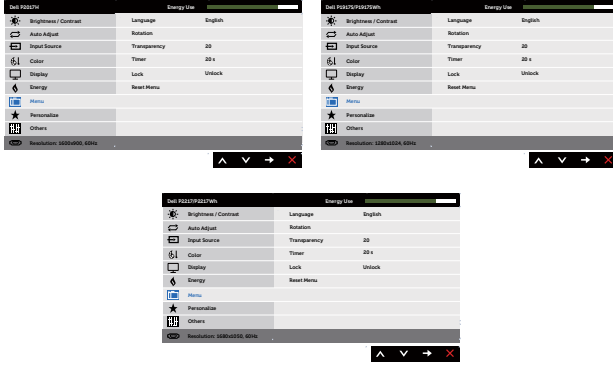 Dell P2017H Energy Use
Brightness / Contrast Language English
Auto Adjust Rotation
Input Source Transparency 20
Color Timer 20 s
Display Lock Unlock
Energy Reset Menu
Menu
Personalize
Others
Resolution: 1600x900, 60Hz
Dell P1917S/P1917SWh Energy Use
Brightness / Contrast Language English
Auto Adjust Rotation
Input Source Transparency 20
Color Timer 20 s
Display Lock Unlock
Energy Reset Menu
Menu
Personalize
Others
Resolution: 1280x1024, 60Hz
Dell P2217/P2217Wh Energy Use
Brightness / Contrast Language English
Auto Adjust Rotation
Input Source Transparency 20
Color Timer 20 s
Display Lock Unlock
Energy Reset Menu
Menu
Personalize
Others
Resolution: 1680x1050, 60Hz